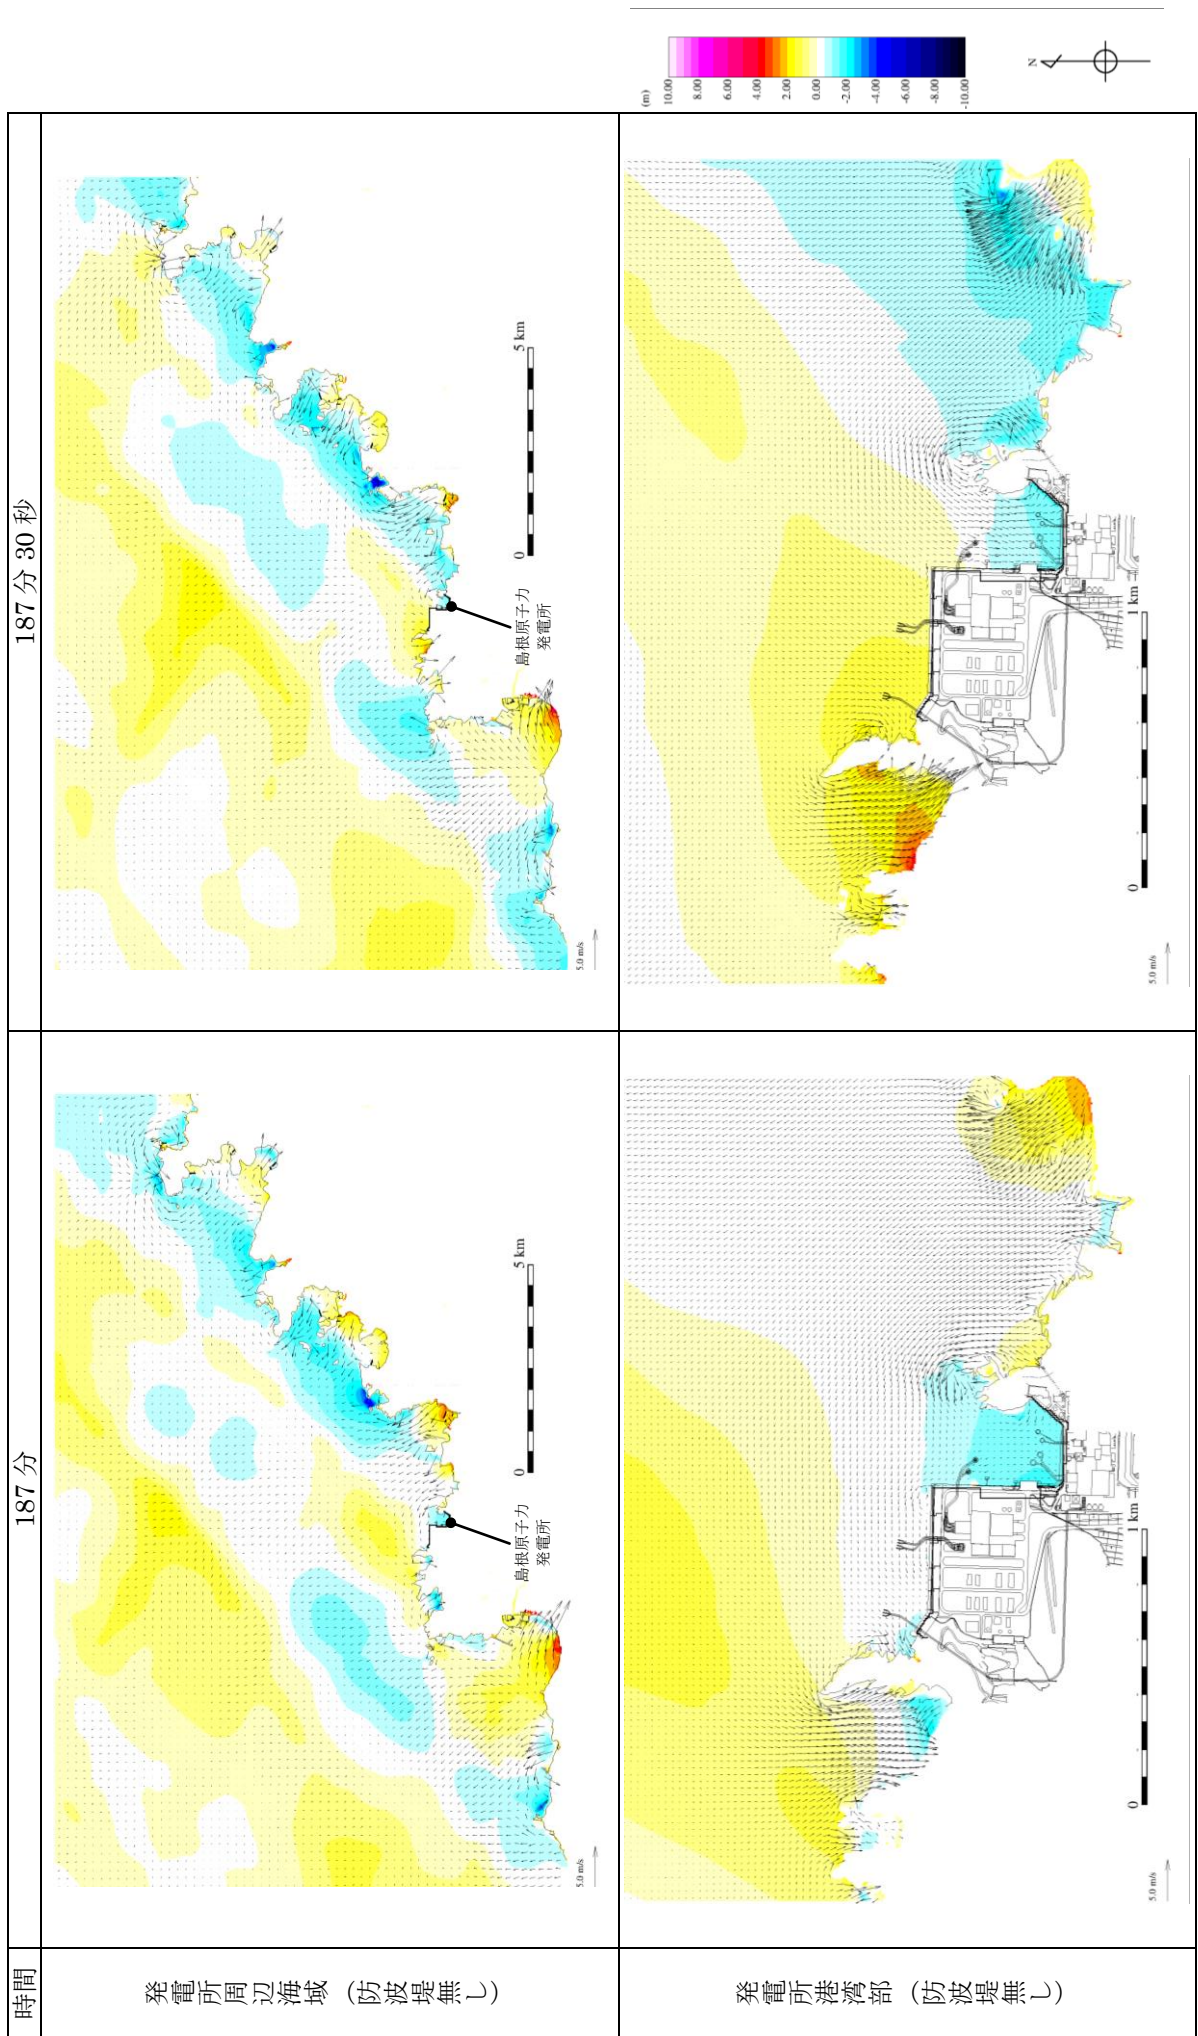 時間
187分
187分30秒
発電所周辺海域（防波堤無し）
島根原子力
発電所
0
5 km
5.0 m/s
島根原子力
発電所
0
5 km
5.0 m/s
発電所港湾部（防波堤無し）
0
1 km
5.0 m/s
0
1 km
5.0 m/s
(m)
10.00
8.00
6.00
4.00
2.00
0.00
-2.00
-4.00
-6.00
-8.00
-10.00
N